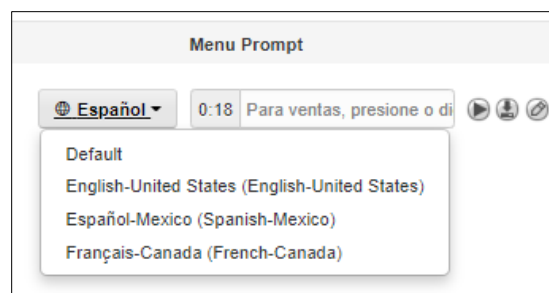 Menu Prompt
Español 0:18 Para ventas, presione o di
Default
English-United States (English-United States)
Español-Mexico (Spanish-Mexico)
Français-Canada (French-Canada)